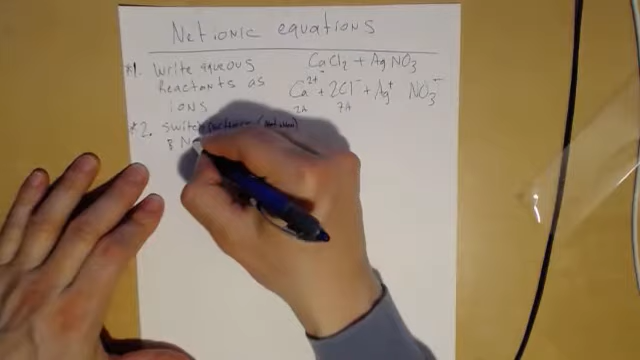 Net ionic equations
*1. Write aqueous
Reactants as
ions
CaCl₂ + AgNO₃
Ca²⁺ + 2Cl⁻ + Ag⁺ NO₃⁻
2A 7A
*2. Switch
& N